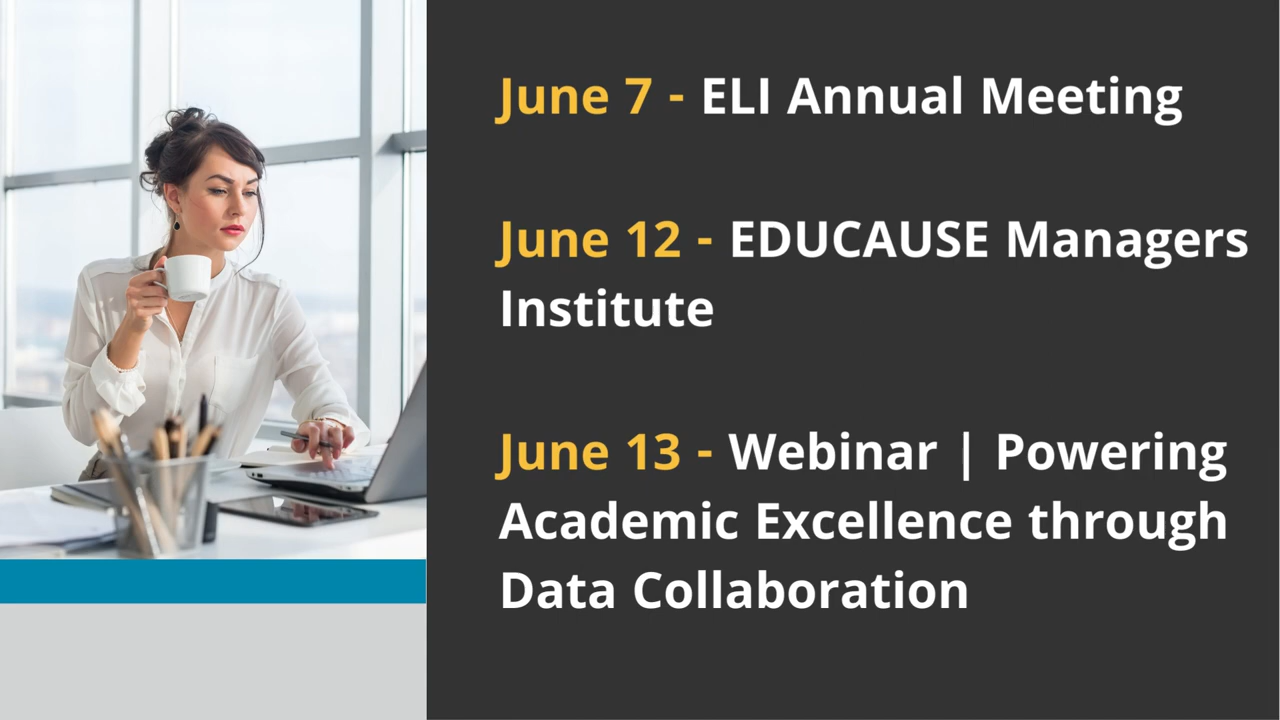 June 7 - ELI Annual Meeting
June 12 - EDUCAUSE Managers
Institute
June 13 - Webinar | Powering
Academic Excellence through
Data Collaboration